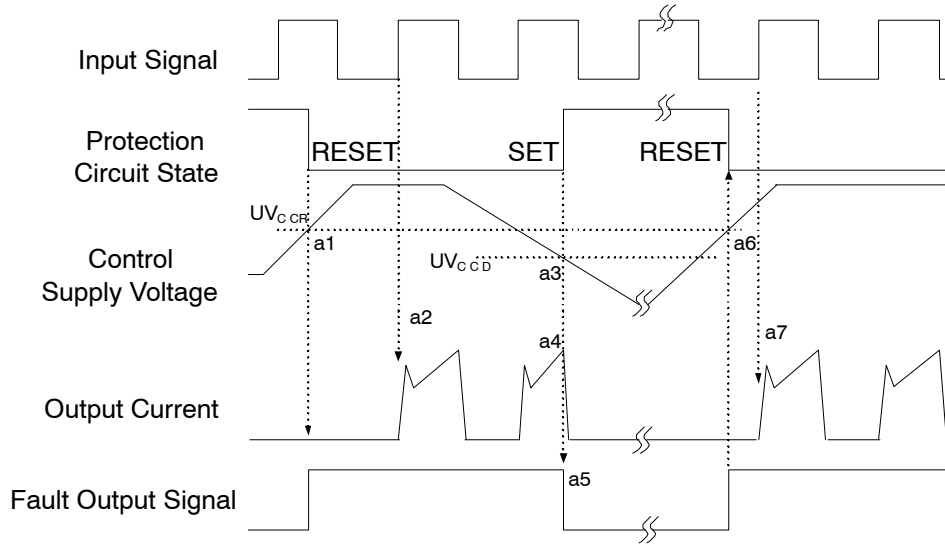 Input Signal
Protection
Circuit State
RESET
SET
RESET
UVCCR
a1
a6
Control
Supply Voltage
UVCCD
a3
a2
a4
a7
Output Current
a5
Fault Output Signal